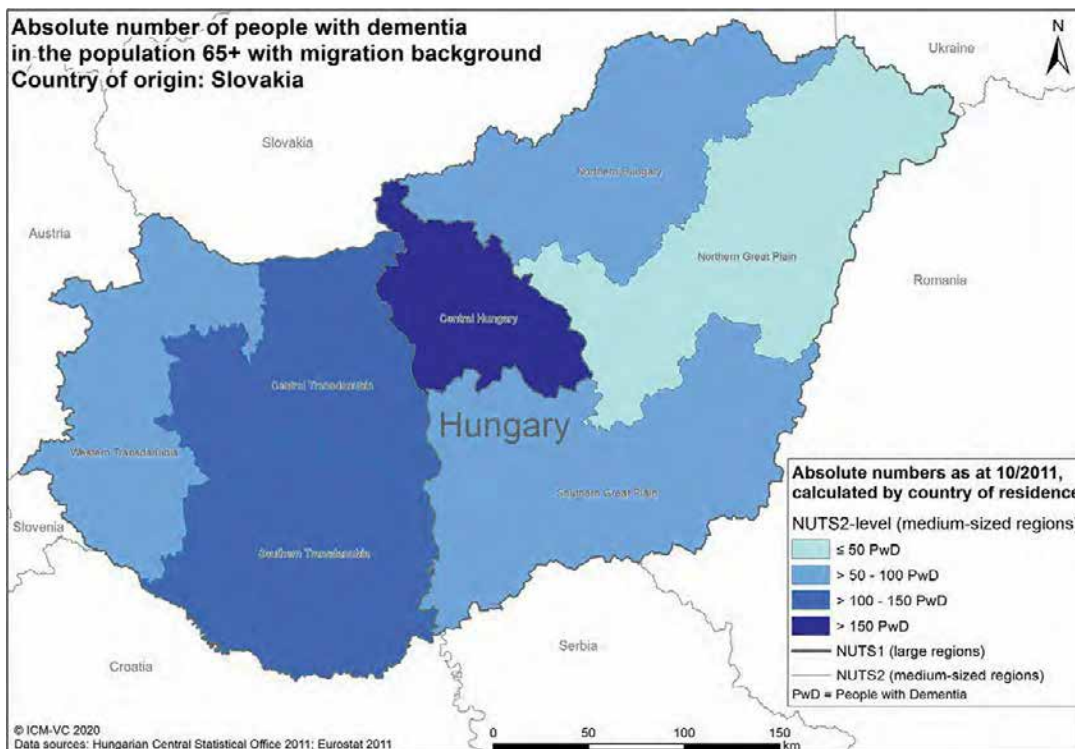 Absolute number of people with dementia
in the population 65+ with migration background
Country of origin: Slovakia
N
Ukraine
Slovakia
Northern Hungary
Austria
Northern Great Plain
Romania
Central Hungary
Central Transdanubia
Hungary
Western Transdanubia
Southern Great Plain
Slovenia
Southern Transdanubia
Croatia
Serbia
Absolute numbers as at 10/2011,
calculated by country of residence
NUTS2-level (medium-sized regions)
≤ 50 PwD
> 50 - 100 PwD
> 100 - 150 PwD
> 150 PwD
NUTS1 (large regions)
NUTS2 (medium-sized regions)
PwD = People with Dementia
© ICM-VC 2020
Data sources: Hungarian Central Statistical Office 2011; Eurostat 2011
0 50 100 150
km